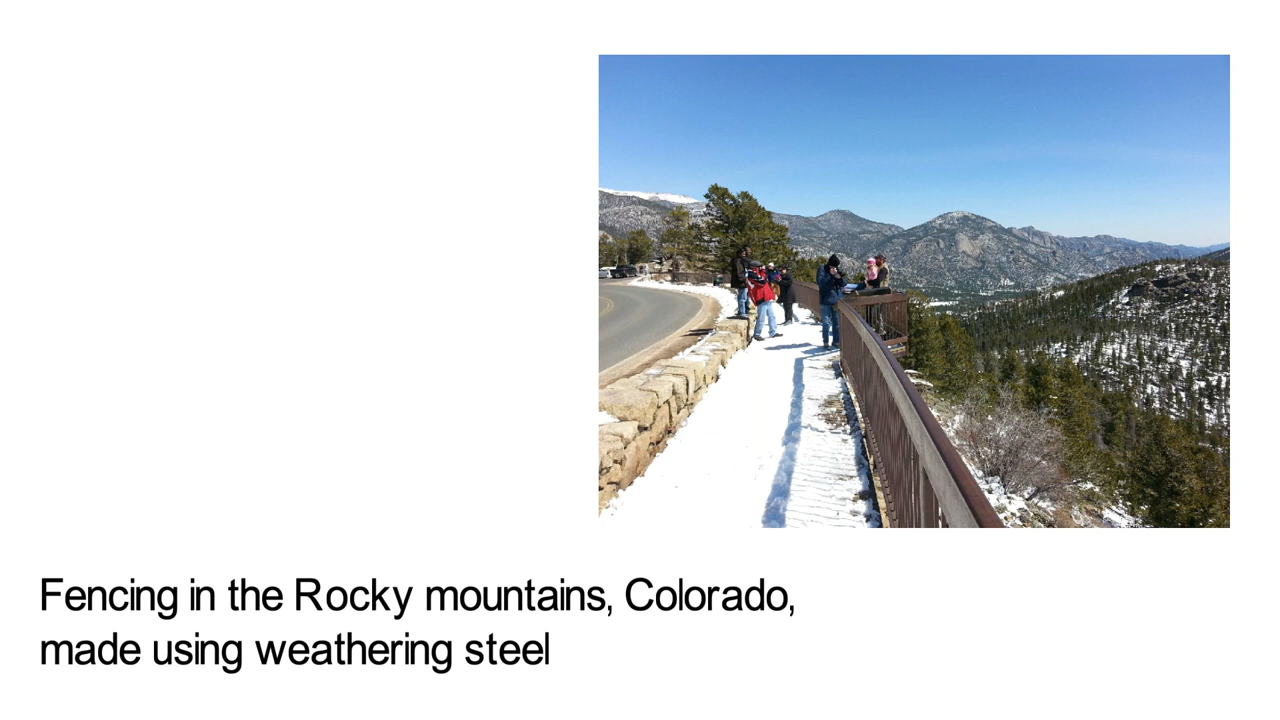 Fencing in the Rocky mountains, Colorado,
made using weathering steel